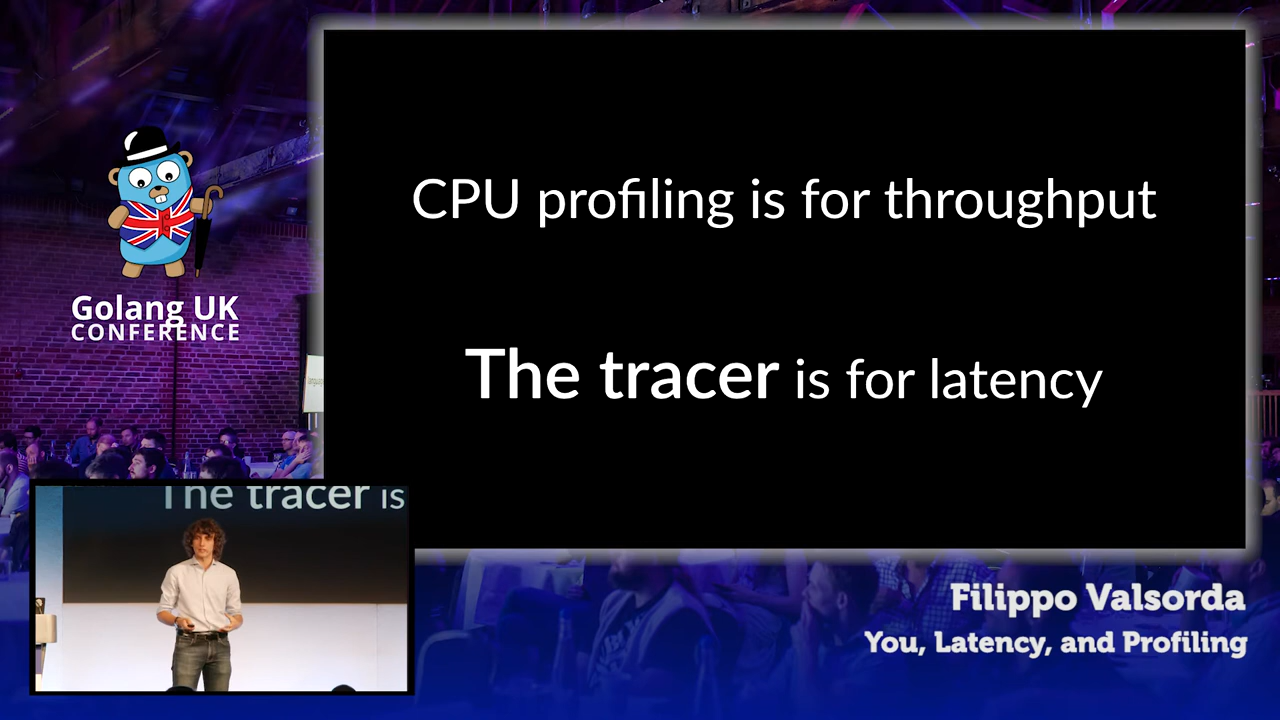 Golang UK
CONFERENCE
CPU profiling is for throughput
The tracer is for latency
The tracer is
Filippo Valsorda
You, Latency, and Profiling